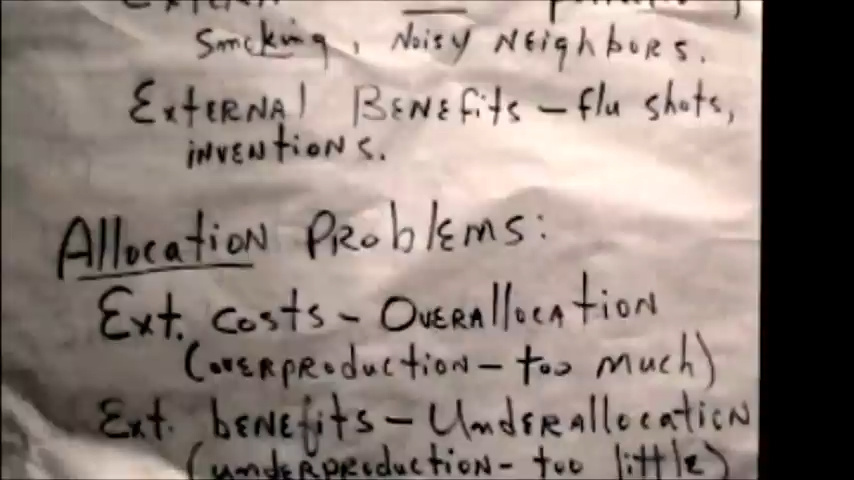 Smoking, Noisy Neighbors.
External Benefits - flu shots,
inventions.
Allocation Problems:
Ext. costs - Overallocation
(overproduction - too much)
Ext. benefits - Underallocation
(underproduction - too little)